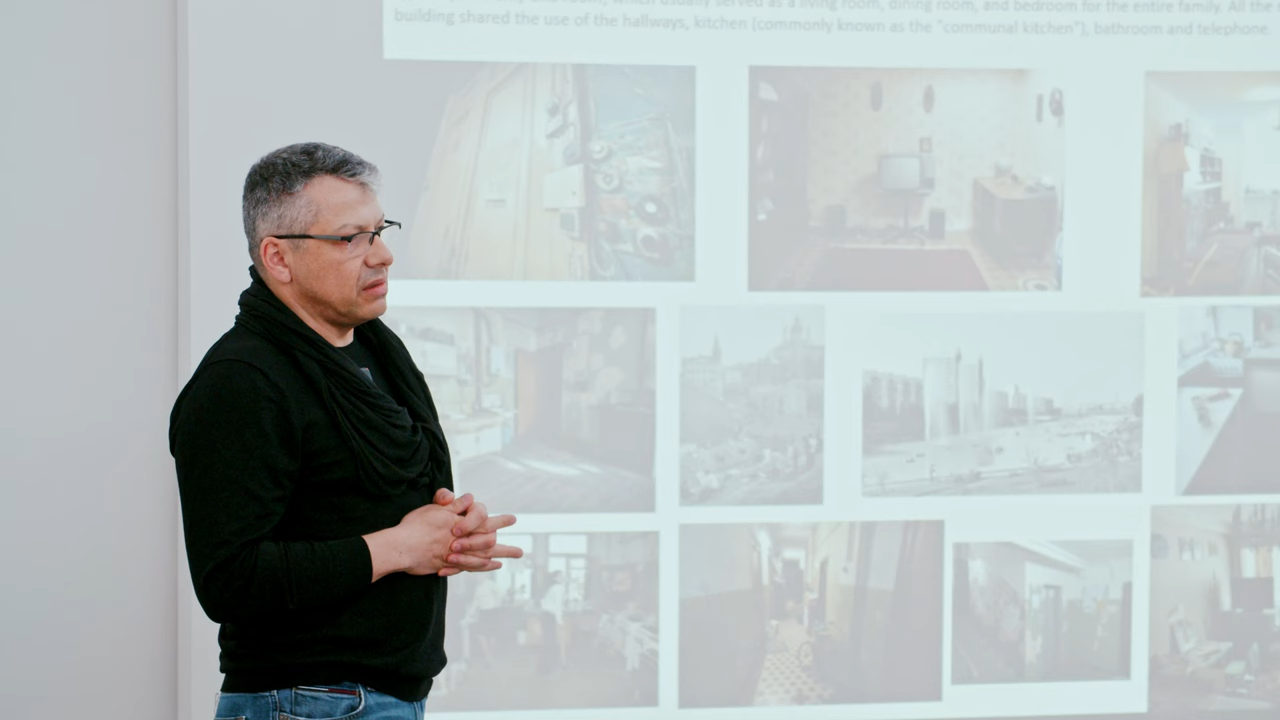 which usually served as a living room, dining room, and bedroom for the entire family. All the
building shared the use of the hallways, kitchen (commonly known as the "communal kitchen"), bathroom and telephone.